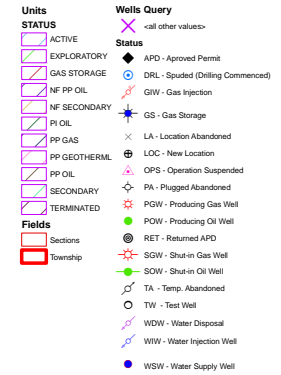 Units
STATUS
ACTIVE
EXPLORATORY
GAS STORAGE
NF PP OIL
NF SECONDARY
PI OIL
PP GAS
PP GEOTHERML
PP OIL
SECONDARY
TERMINATED
Fields
Sections
Township
Wells Query
<all other values>
Status
APD - Aproved Permit
DRL - Spuded (Drilling Commenced)
GIW - Gas Injection
GS - Gas Storage
LA - Location Abandoned
LOC - New Location
OPS - Operation Suspended
PA - Plugged Abandoned
PGW - Producing Gas Well
POW - Producing Oil Well
RET - Returned APD
SGW - Shut-in Gas Well
SOW - Shut-in Oil Well
TA - Temp. Abandoned
TW - Test Well
WDW - Water Disposal
WIW - Water Injection Well
WSW - Water Supply Well